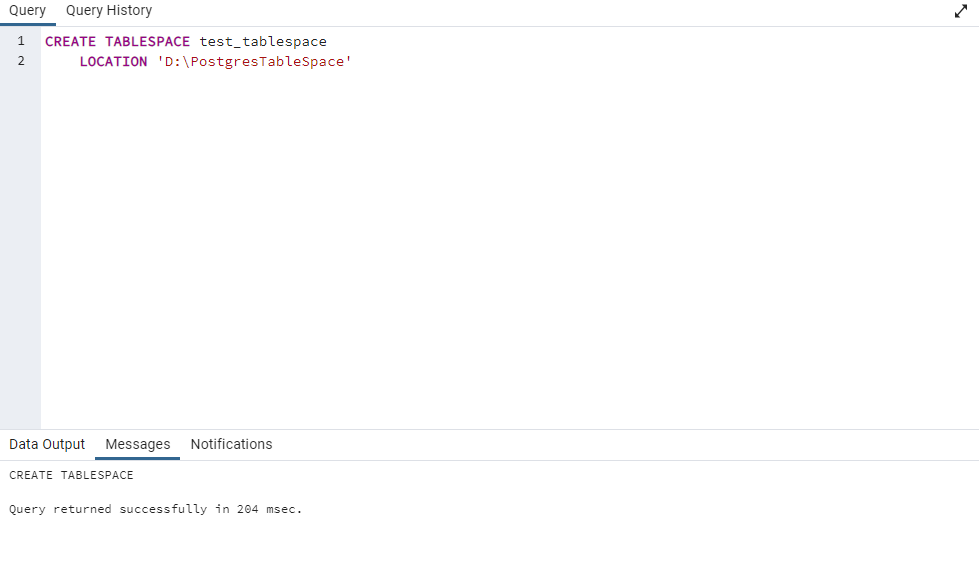 Query Query History
1 CREATE TABLESPACE test_tablespace
2 LOCATION 'D:\PostgresTableSpace'
Data Output Messages Notifications
CREATE TABLESPACE
Query returned successfully in 204 msec.